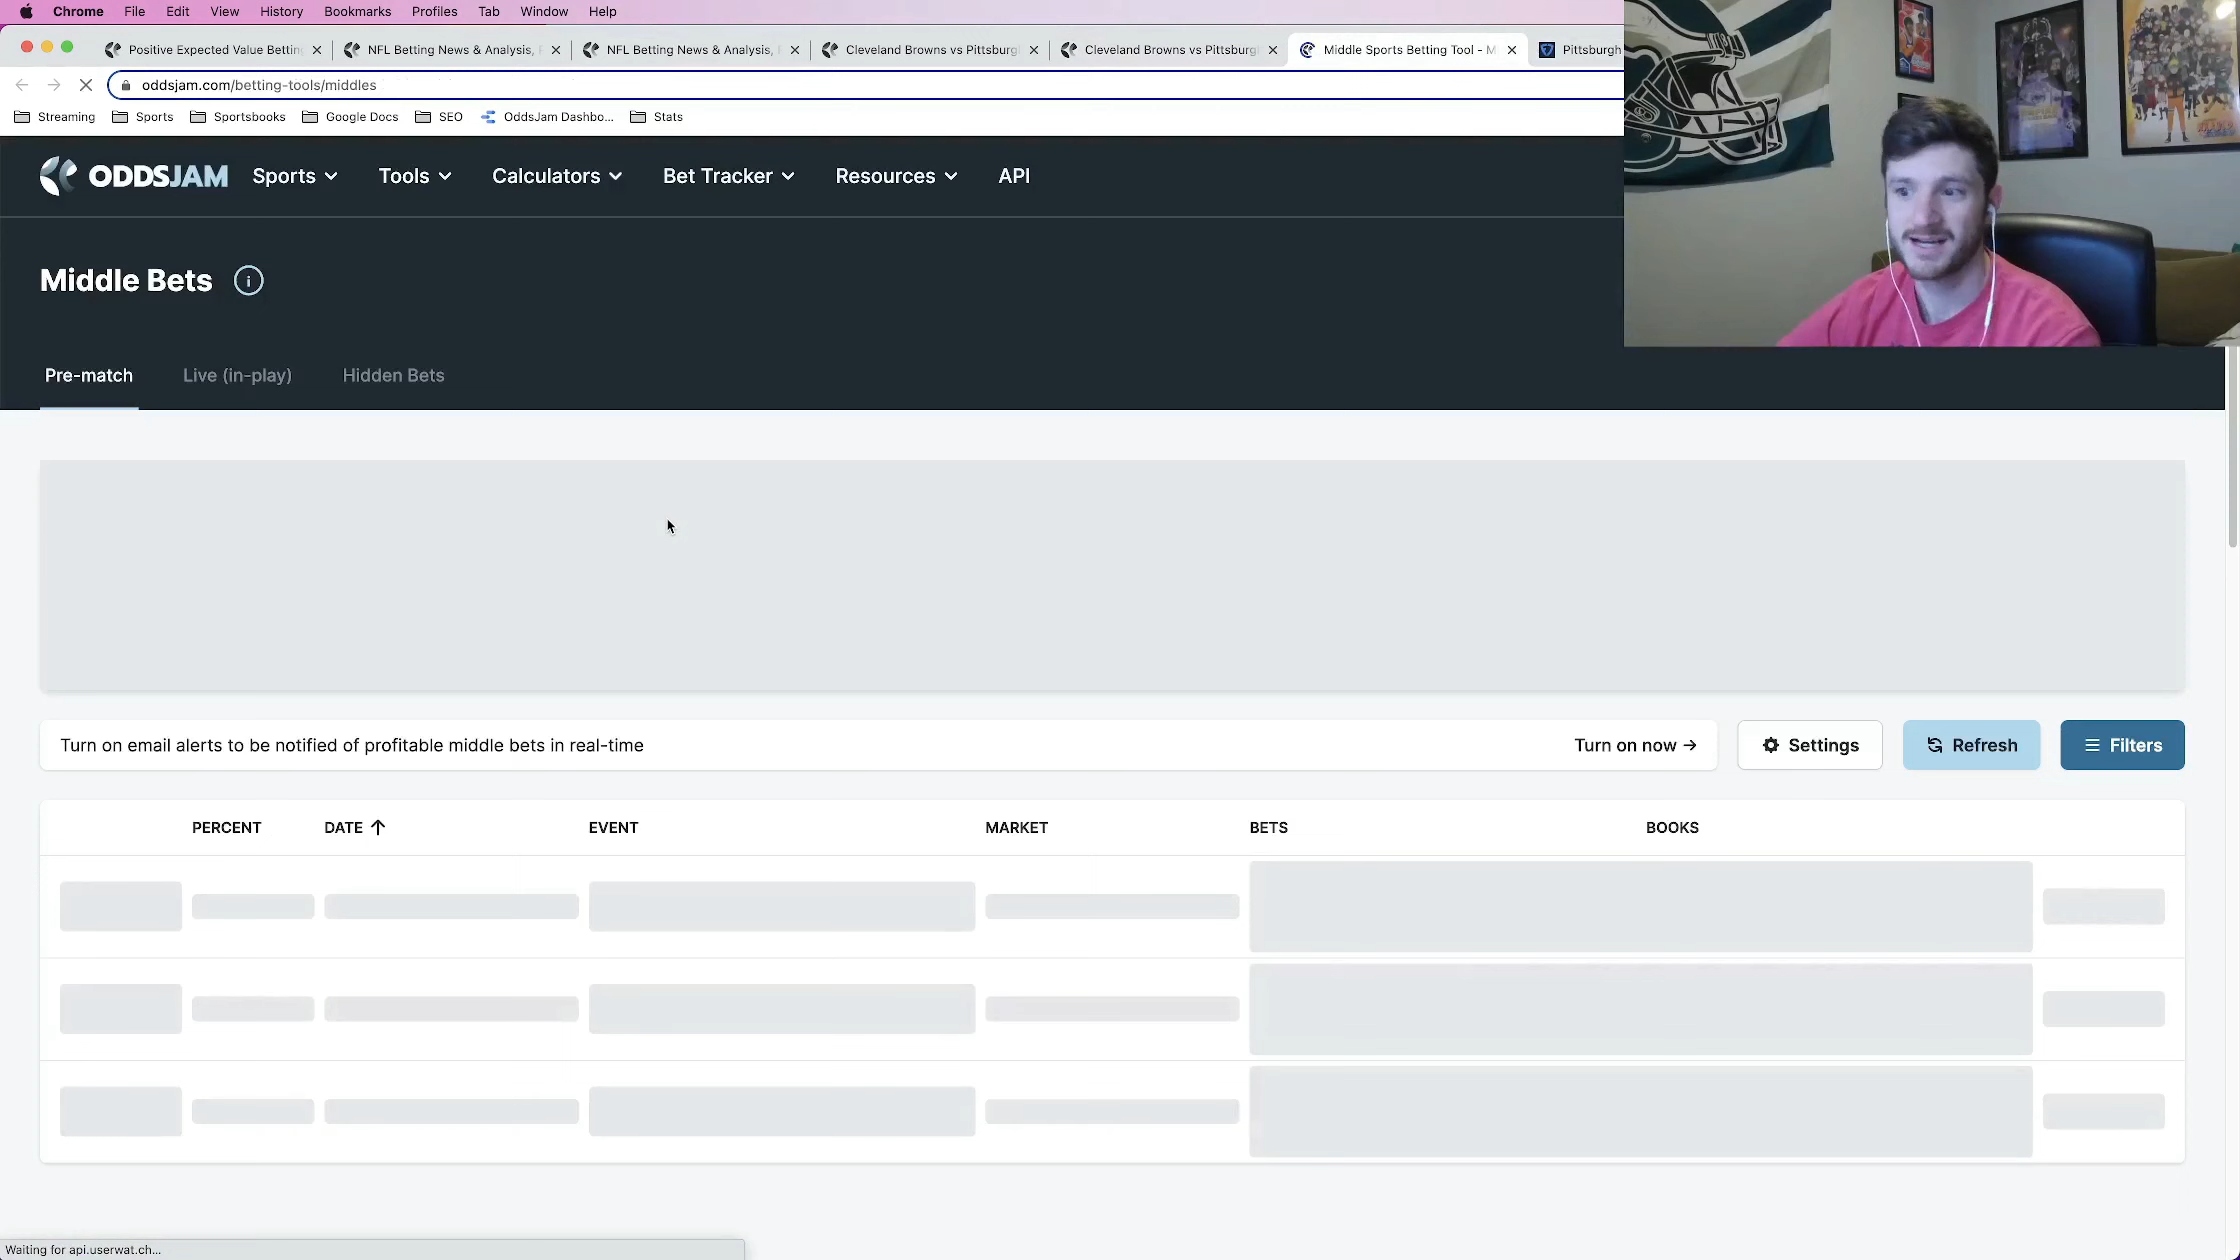 Chrome File Edit View History Bookmarks Profiles Tab Window Help
Positive Expected Value Bettin NFL Betting News & Analysis, NFL Betting News & Analysis, Cleveland Browns vs Pittsburgh Cleveland Browns vs Pittsburgh Middle Sports Betting Tool - M Pittsburgh
oddsjam.com/betting-tools/middles
Streaming Sports Sportsbooks Google Docs SEO OddsJam Dashbo... Stats
ODDSJAM Sports Tools Calculators Bet Tracker Resources API
Middle Bets
Pre-match Live (in-play) Hidden Bets
Turn on email alerts to be notified of profitable middle bets in real-time Turn on now → Settings Refresh Filters
PERCENT DATE ↑ EVENT MARKET BETS BOOKS
Waiting for api.userwat.ch...